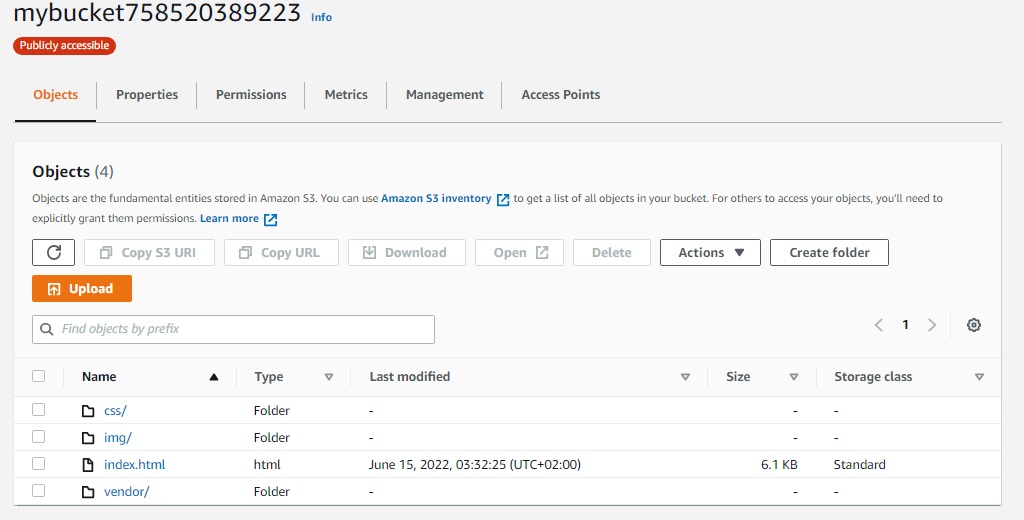 mybucket758520389223 Info
Publicly accessible
Objects Properties Permissions Metrics Management Access Points
Objects (4)
Objects are the fundamental entities stored in Amazon S3. You can use Amazon S3 inventory to get a list of all objects in your bucket. For others to access your objects, you'll need to
explicitly grant them permissions. Learn more
Copy S3 URI Copy URL Download Open Delete Actions Create folder
Upload
Find objects by prefix 1
Name Type Last modified Size Storage class
css/ Folder - - -
img/ Folder - - -
index.html html June 15, 2022, 03:32:25 (UTC+02:00) 6.1 KB Standard
vendor/ Folder - - -